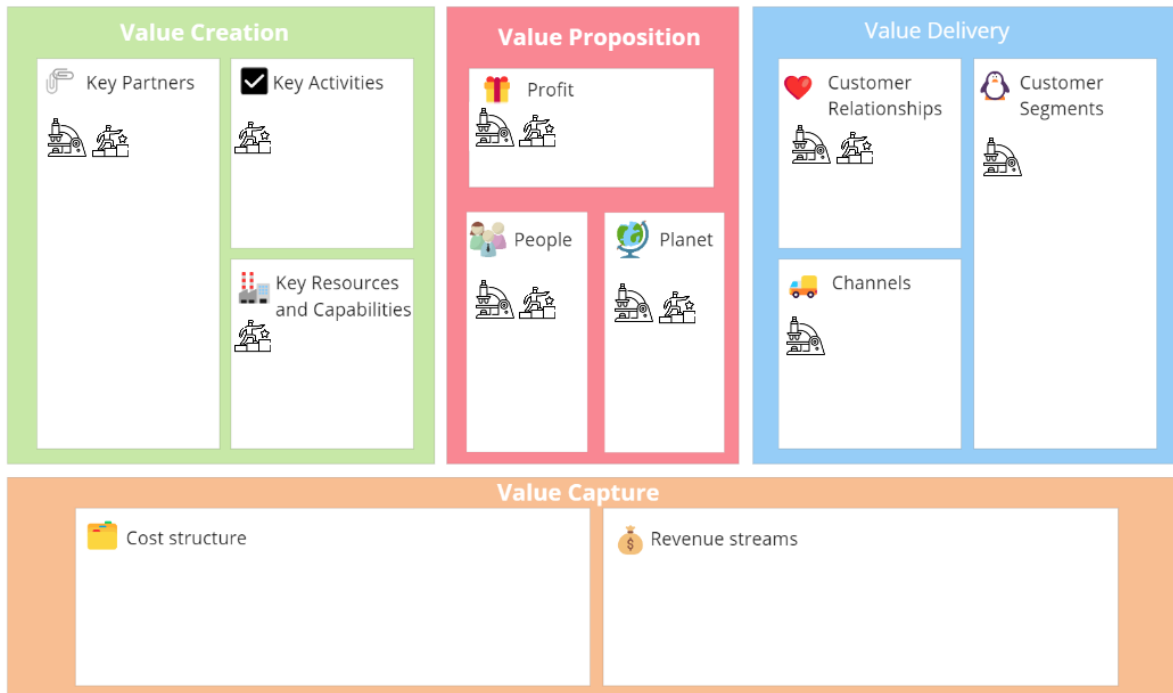 Value Creation
Key Partners
Key Activities
Key Resources
and Capabilities
Value Proposition
Profit
People
Planet
Value Delivery
Customer
Relationships
Customer
Segments
Channels
Value Capture
Cost structure
$
Revenue streams